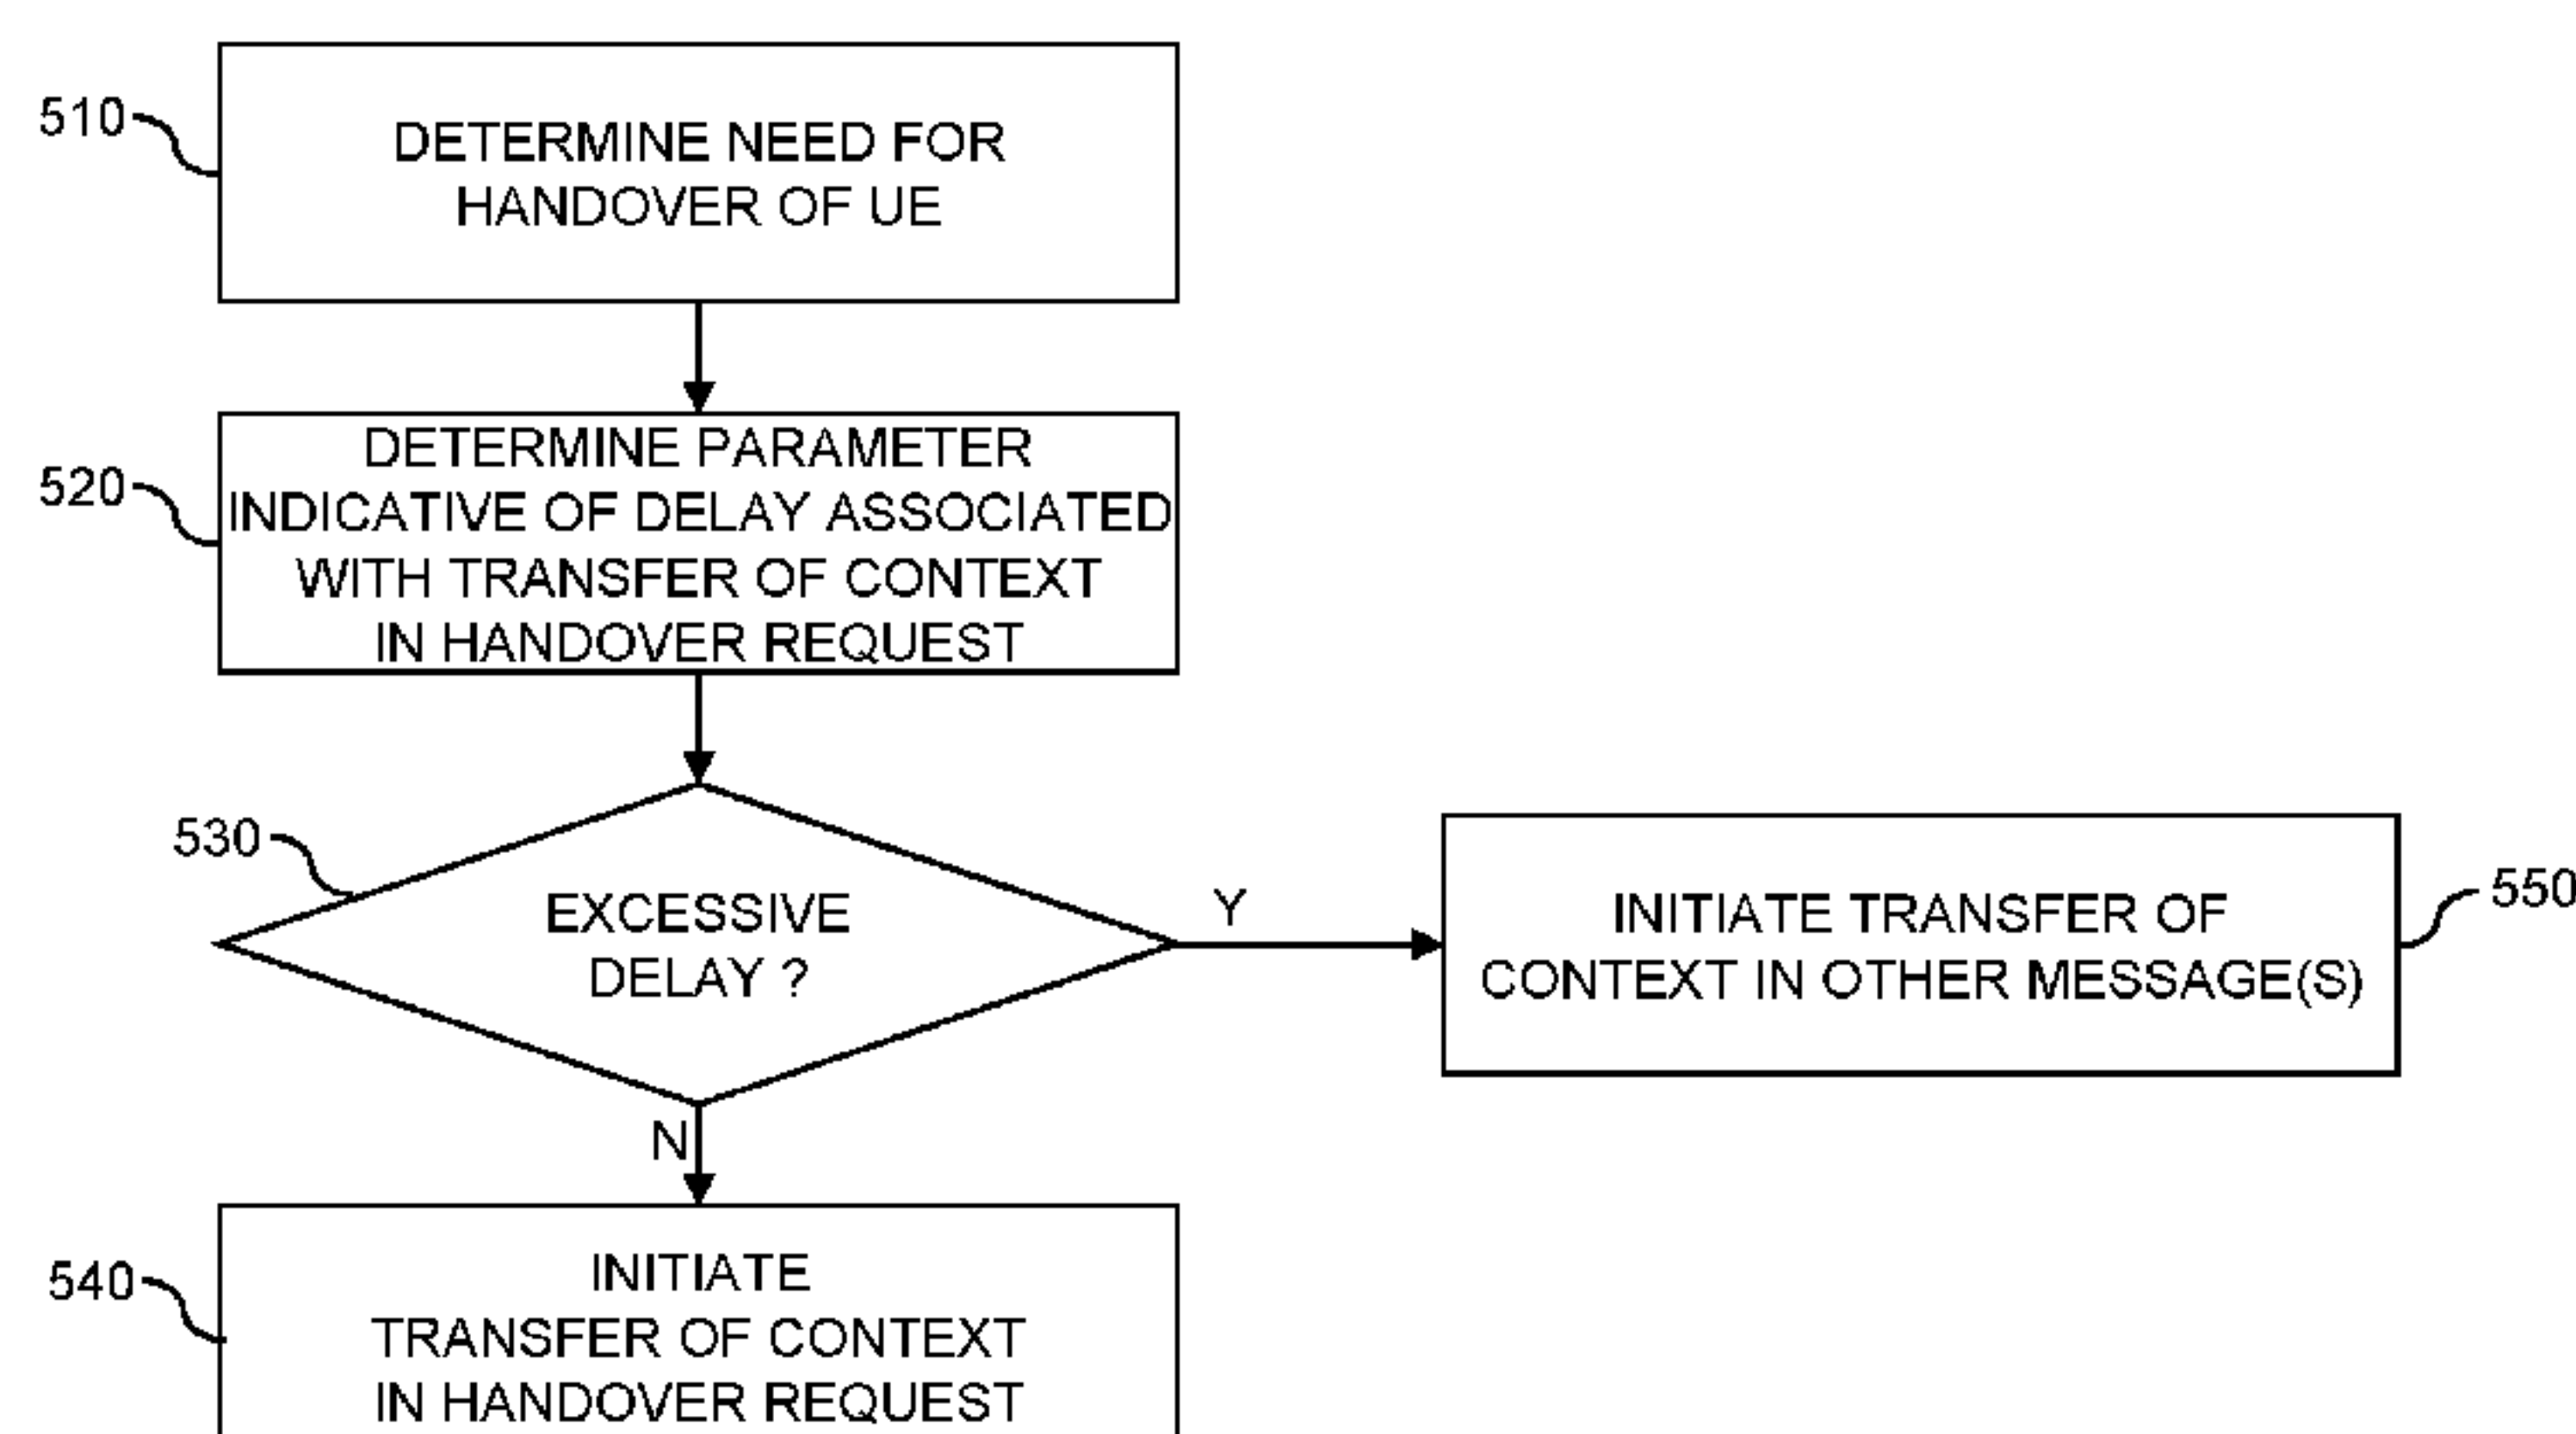 510
DETERMINE NEED FOR
HANDOVER OF UE
520
DETERMINE PARAMETER
INDICATIVE OF DELAY ASSOCIATED
WITH TRANSFER OF CONTEXT
IN HANDOVER REQUEST
530
EXCESSIVE
DELAY ?
Y
550
INITIATE TRANSFER OF
CONTEXT IN OTHER MESSAGE(S)
N
540
INITIATE
TRANSFER OF CONTEXT
IN HANDOVER REQUEST